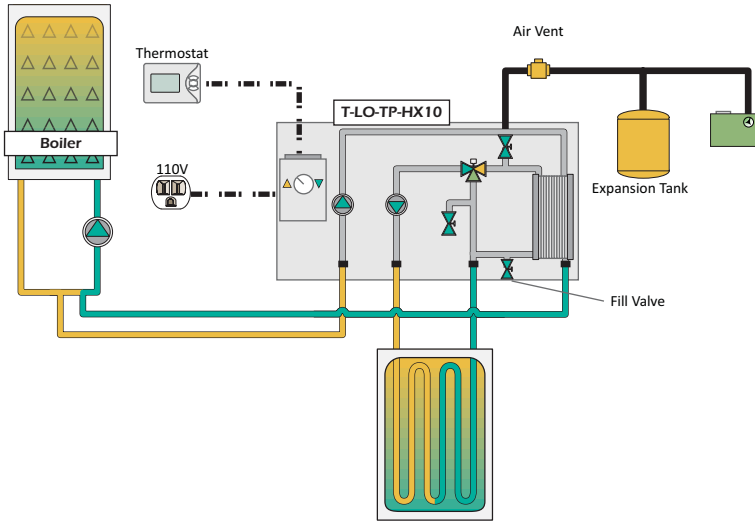 Air Vent
Thermostat
T-LO-TP-HX10
Boiler
110V
Expansion Tank
Fill Valve